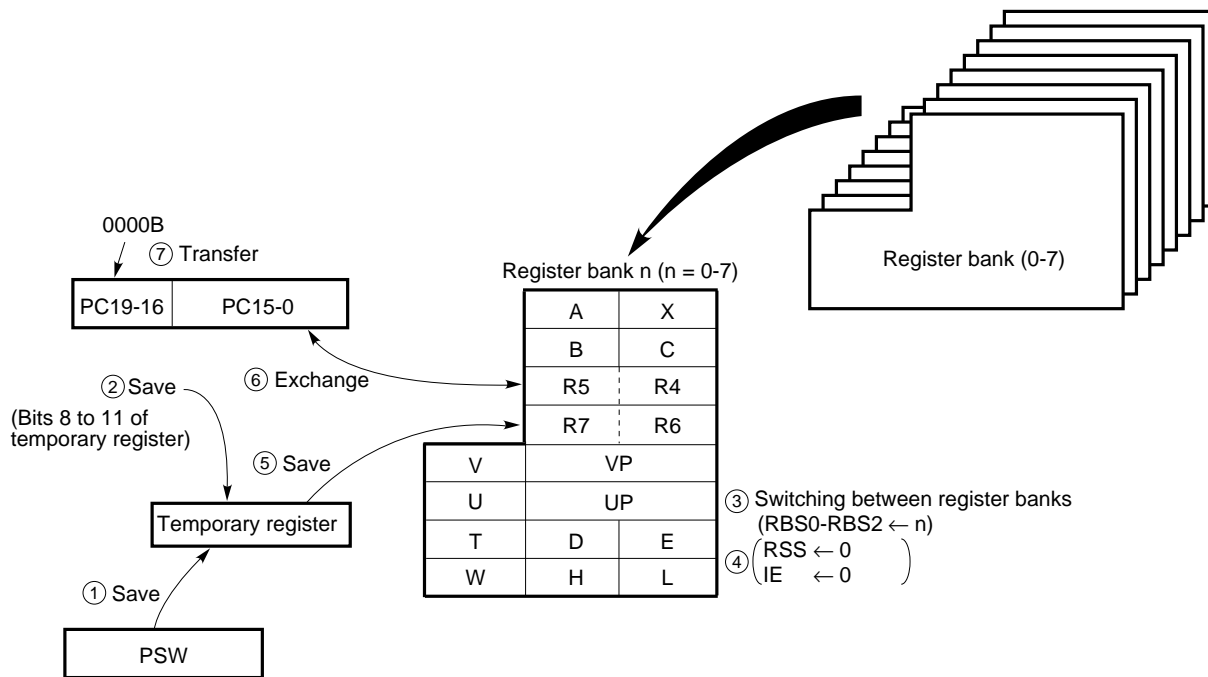 Register bank (0-7)
0000B
⑦ Transfer
PC19-16 PC15-0
Register bank n (n = 0-7)
A X
B C
⑥ Exchange
R5 R4
② Save
(Bits 8 to 11 of
temporary register)
R7 R6
⑤ Save
V VP
U UP
③ Switching between register banks
(RBS0-RBS2 ← n)
Temporary register
T D E
④ (RSS ← 0
IE ← 0)
W H L
① Save
PSW